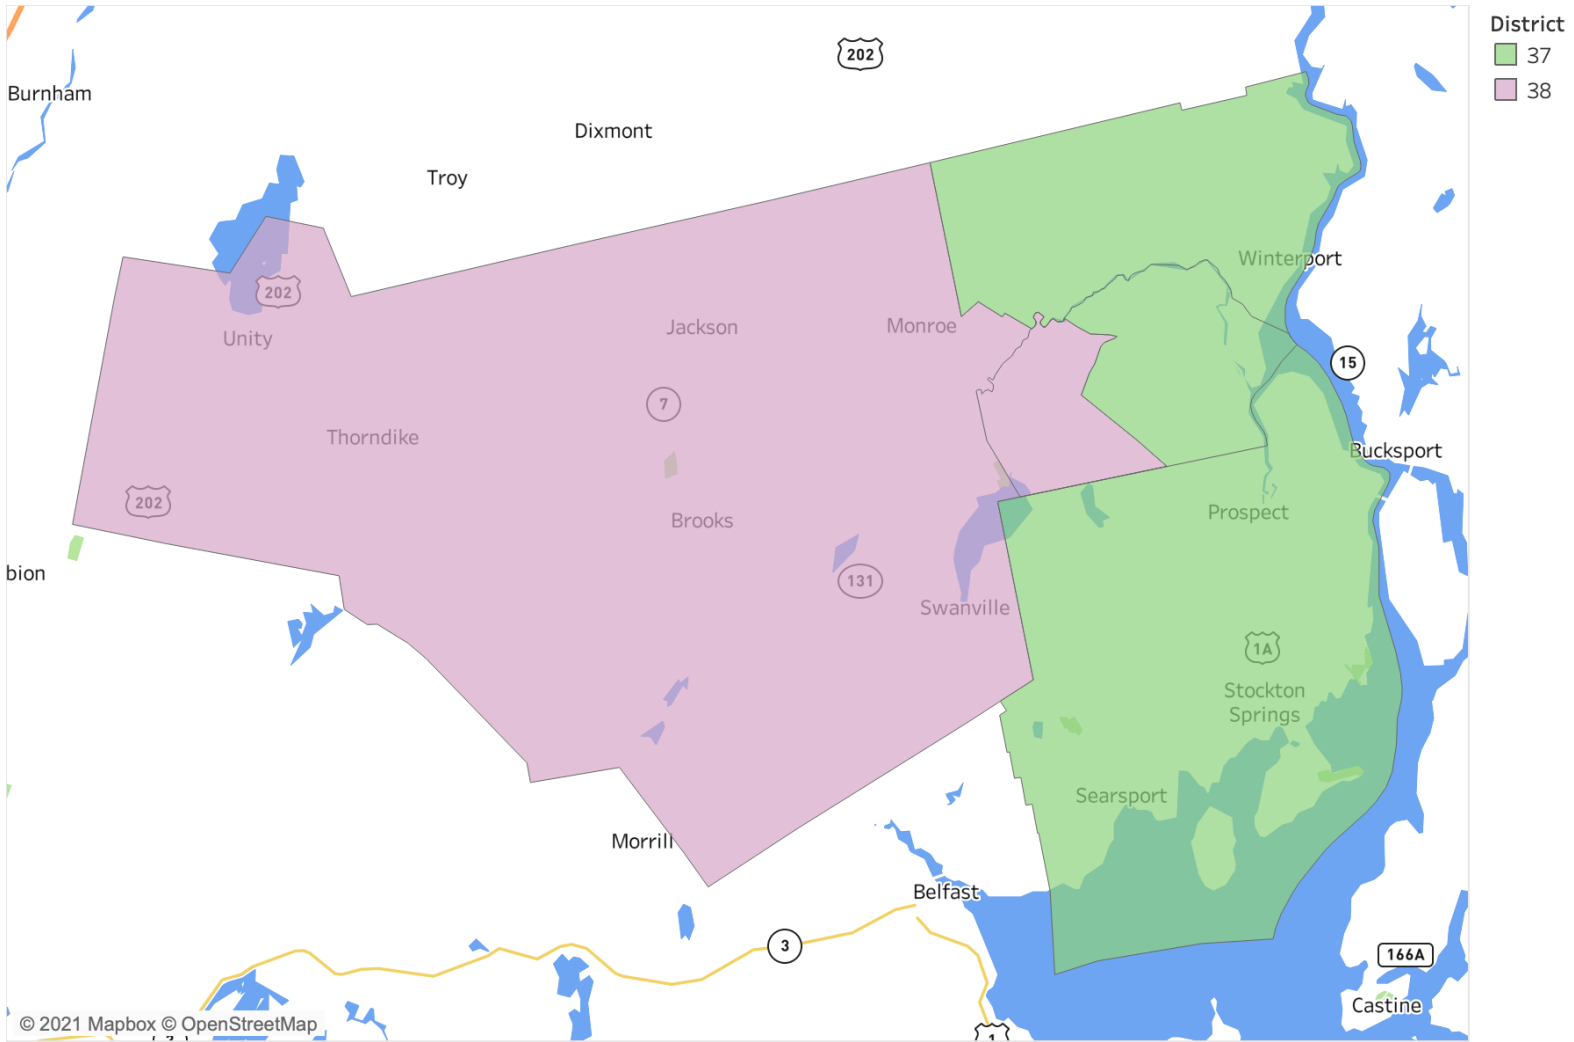 District
37
38
202
Burnham
Dixmont
Troy
Winterport
202
Unity
Jackson
Monroe
15
7
Thorndike
Bucksport
202
Brooks
Prospect
bion
131
Swanville
1A
Stockton
Springs
Searsport
Morrill
Belfast
3
166A
Castine
© 2021 Mapbox © OpenStreetMap
1